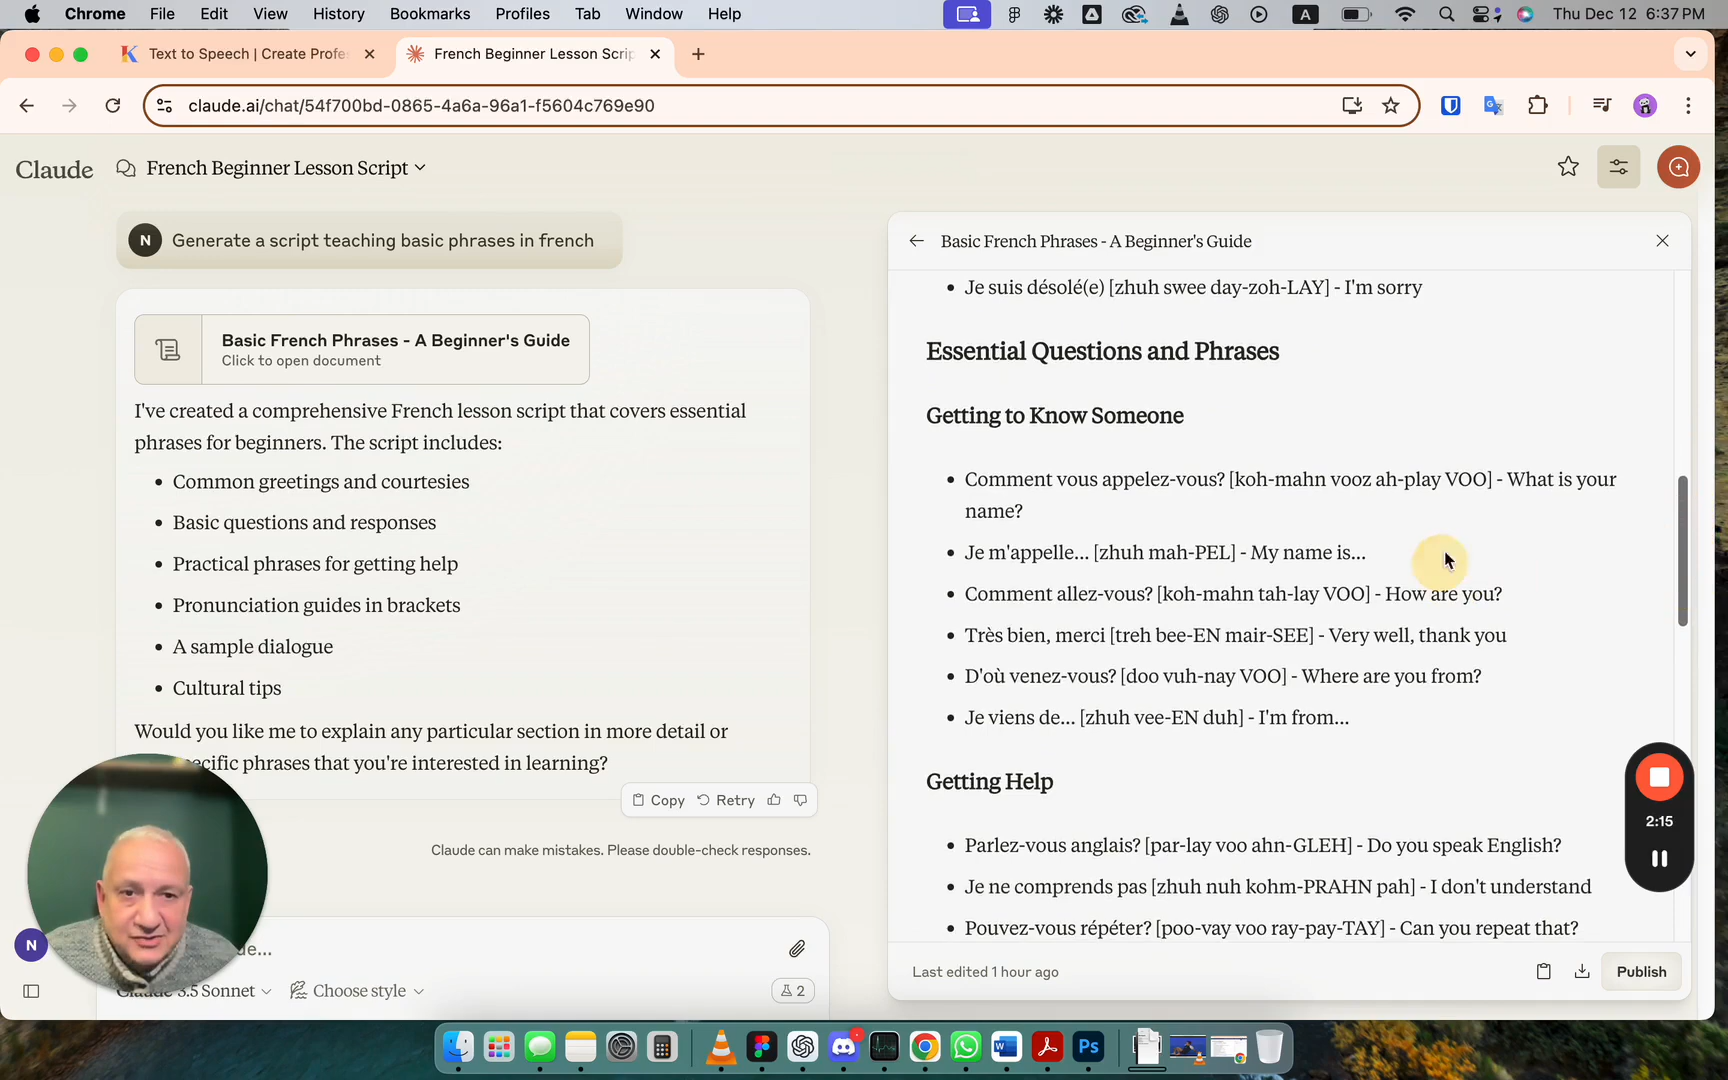 Chrome File Edit View History Bookmarks Profiles Tab Window Help
A
Thu Dec 12 6:37 PM
Text to Speech | Create Profe
French Beginner Lesson Scrip
claude.ai/chat/54f700bd-0865-4a6a-96a1-f5604c769e90
Claude
French Beginner Lesson Script
N
Generate a script teaching basic phrases in french
Basic French Phrases - A Beginner's Guide
Click to open document
I've created a comprehensive French lesson script that covers essential
phrases for beginners. The script includes:
• Common greetings and courtesies
• Basic questions and responses
• Practical phrases for getting help
• Pronunciation guides in brackets
• A sample dialogue
• Cultural tips
Would you like me to explain any particular section in more detail or
ecific phrases that you're interested in learning?
Copy Retry
Claude can make mistakes. Please double-check responses.
N
de...
Claude 3.5 Sonnet
Choose style
2
Basic French Phrases - A Beginner's Guide
• Je suis désolé(e) [zhuh swee day-zoh-LAY] - I'm sorry
Essential Questions and Phrases
Getting to Know Someone
• Comment vous appelez-vous? [koh-mahn vooz ah-play VOO] - What is your
name?
• Je m'appelle... [zhuh mah-PEL] - My name is...
• Comment allez-vous? [koh-mahn tah-lay VOO] - How are you?
• Très bien, merci [treh bee-EN mair-SEE] - Very well, thank you
• D'où venez-vous? [doo vuh-nay VOO] - Where are you from?
• Je viens de... [zhuh vee-EN duh] - I'm from...
Getting Help
• Parlez-vous anglais? [par-lay voo ahn-GLEH] - Do you speak English?
• Je ne comprends pas [zhuh nuh kohm-PRAHN pah] - I don't understand
• Pouvez-vous répéter? [poo-vay voo ray-pay-TAY] - Can you repeat that?
Last edited 1 hour ago
Publish
2:15